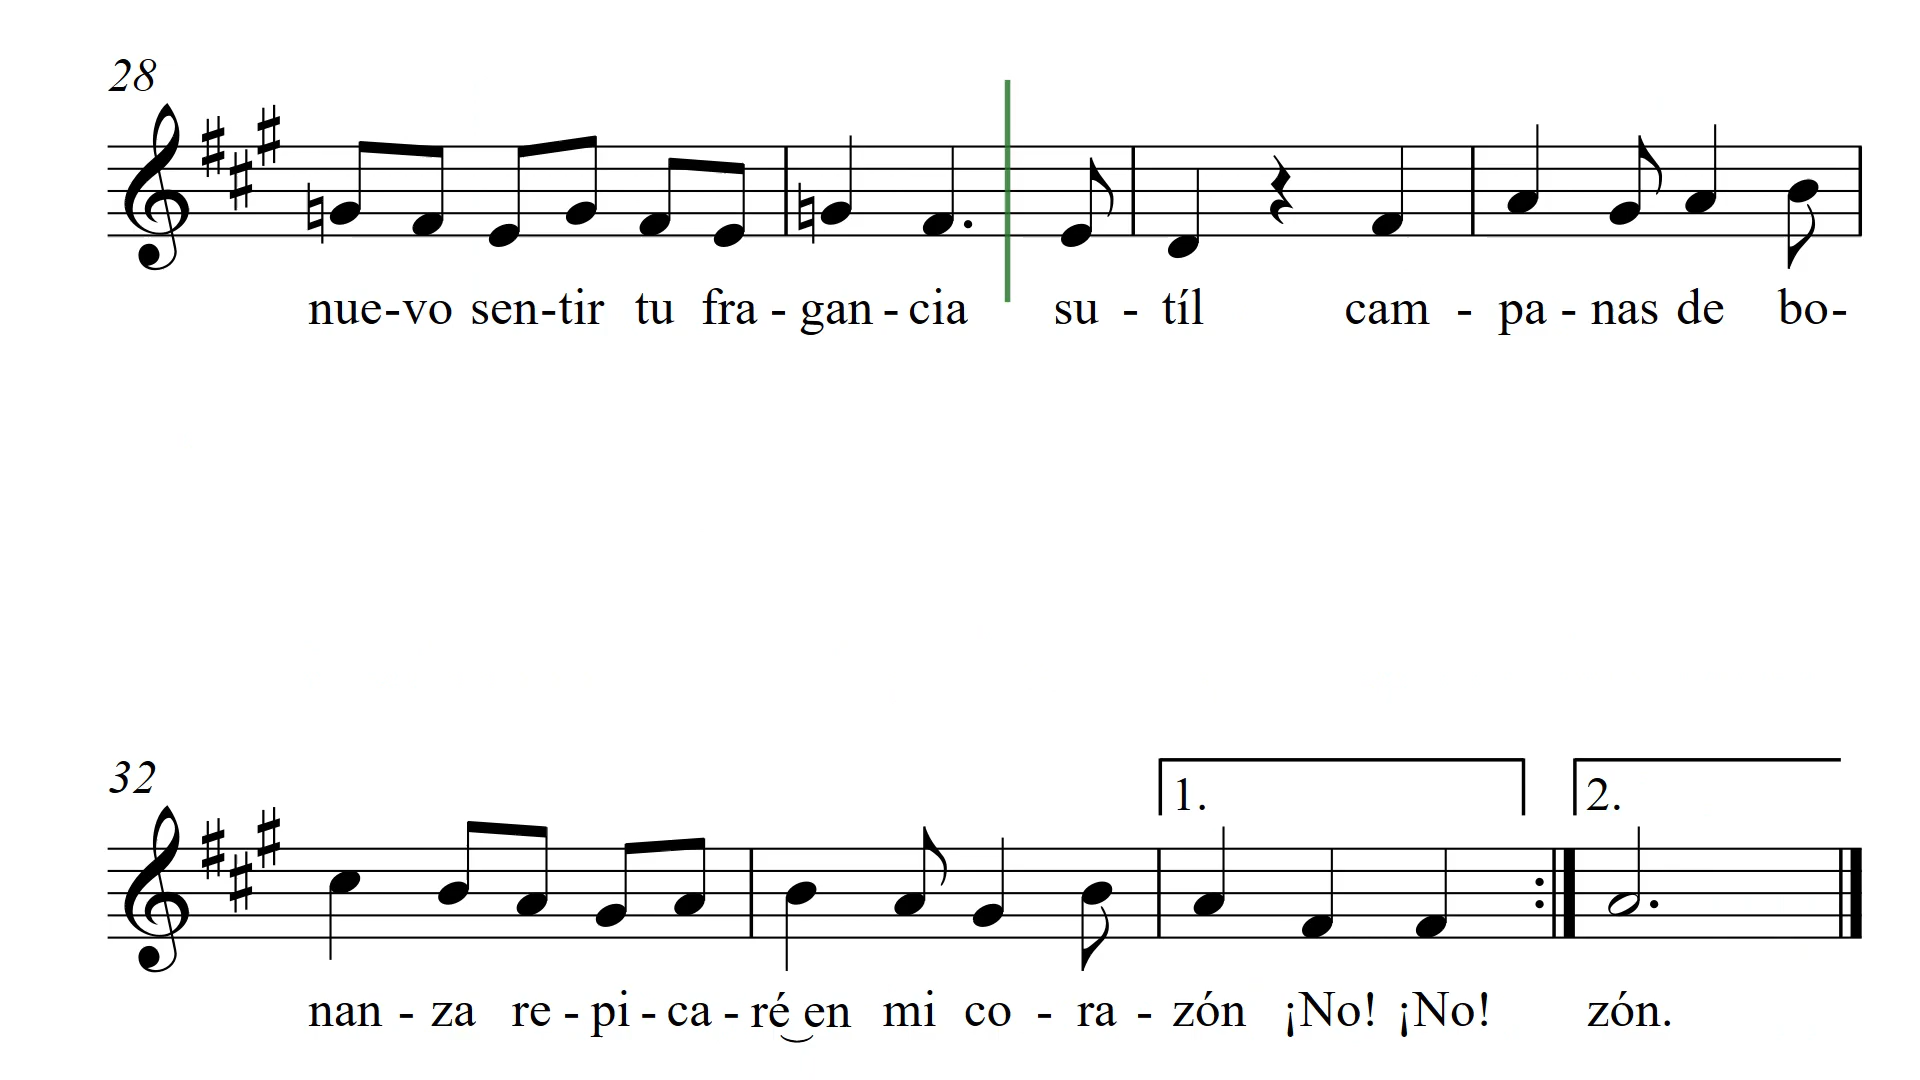 28
nue-vo sen-tir tu fra - gan - cia su - tíl cam - pa - nas de bo-
32
1. 2.
nan - za re - pi - ca - ré en mi co - ra - zón ¡No! ¡No! zón.